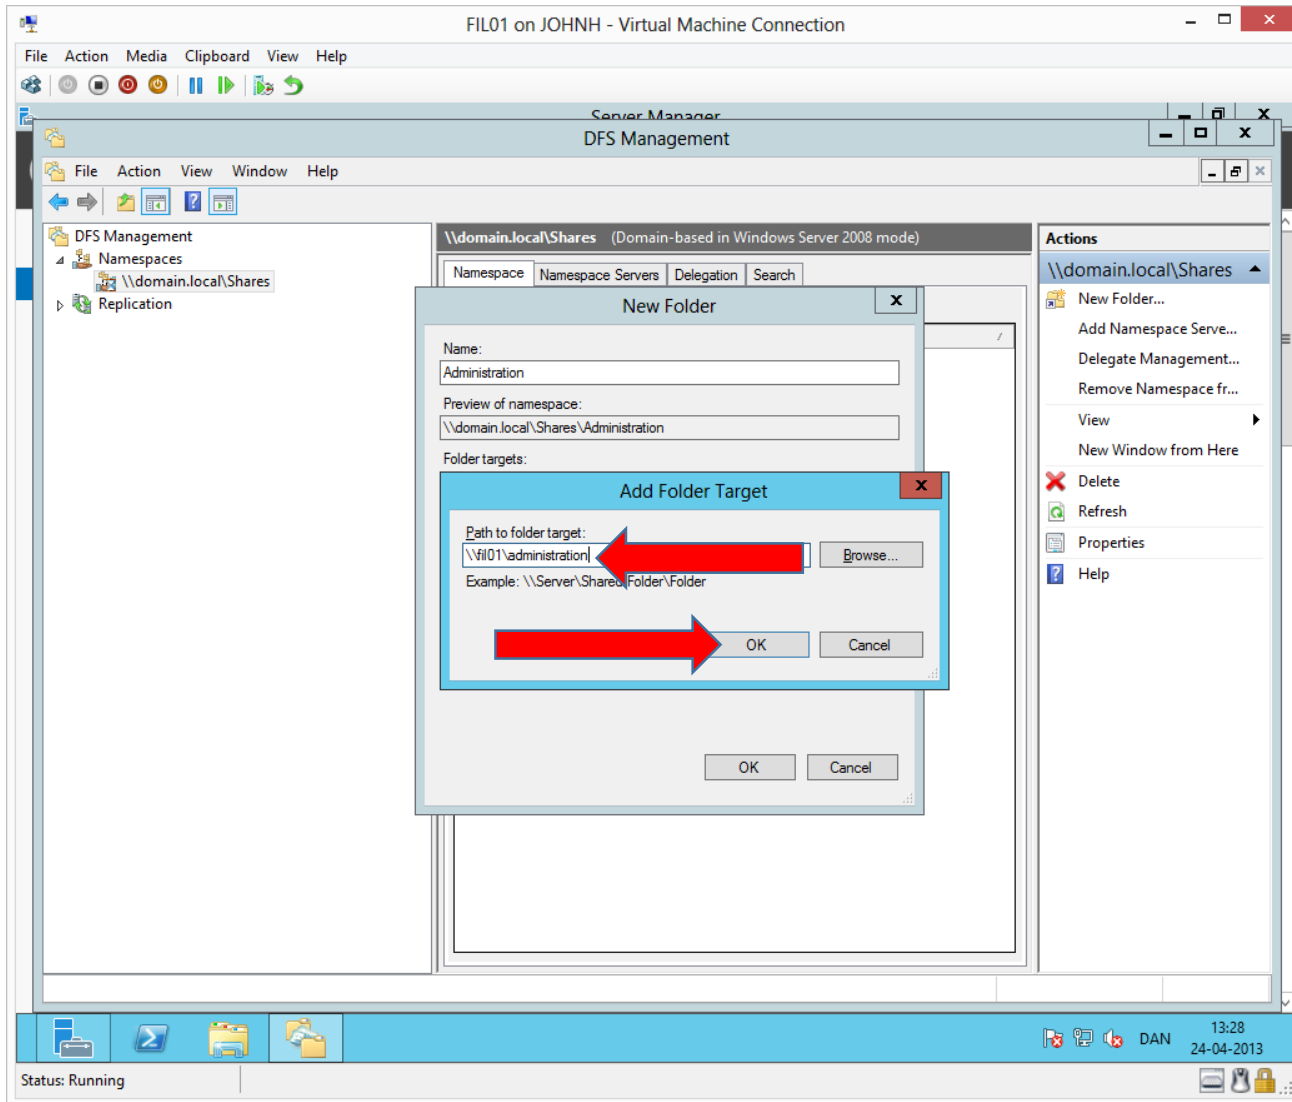 FIL01 on JOHNH - Virtual Machine Connection
File Action Media Clipboard View Help
Server Manager
DFS Management
File Action View Window Help
DFS Management
Namespaces
\\domain.local\Shares
Replication
\\domain.local\Shares (Domain-based in Windows Server 2008 mode)
Namespace Namespace Servers Delegation Search
New Folder
Name:
Administration
Preview of namespace:
\\domain.local\Shares\Administration
Folder targets:
Add Folder Target
Path to folder target:
\\fil01\administration
Browse...
Example: \\Server\Shared Folder\Folder
OK Cancel
OK Cancel
Actions
\\domain.local\Shares
New Folder...
Add Namespace Serve...
Delegate Management...
Remove Namespace fr...
View
New Window from Here
Delete
Refresh
Properties
Help
DAN
13:28
24-04-2013
Status: Running